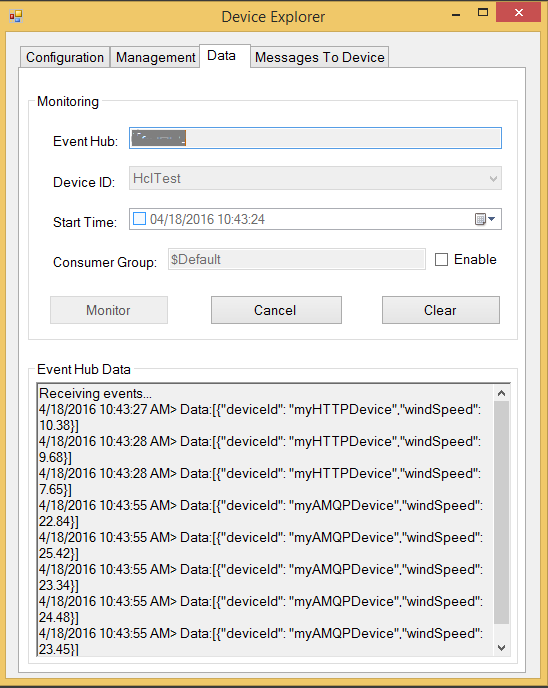 Device Explorer
Configuration Management Data Messages To Device
Monitoring
Event Hub:
Device ID: HclTest
Start Time: 04/18/2016 10:43:24
Consumer Group: $Default Enable
Monitor Cancel Clear
Event Hub Data
Receiving events...
4/18/2016 10:43:27 AM> Data:[{"deviceId": "myHTTPDevice","windSpeed":
10.38}]
4/18/2016 10:43:28 AM> Data:[{"deviceId": "myHTTPDevice","windSpeed":
9.68}]
4/18/2016 10:43:28 AM> Data:[{"deviceId": "myHTTPDevice","windSpeed":
7.65}]
4/18/2016 10:43:55 AM> Data:[{"deviceId": "myAMQPDevice","windSpeed":
22.84}]
4/18/2016 10:43:55 AM> Data:[{"deviceId": "myAMQPDevice","windSpeed":
25.42}]
4/18/2016 10:43:55 AM> Data:[{"deviceId": "myAMQPDevice","windSpeed":
23.34}]
4/18/2016 10:43:55 AM> Data:[{"deviceId": "myAMQPDevice","windSpeed":
24.48}]
4/18/2016 10:43:55 AM> Data:[{"deviceId": "myAMQPDevice","windSpeed":
23.45}]